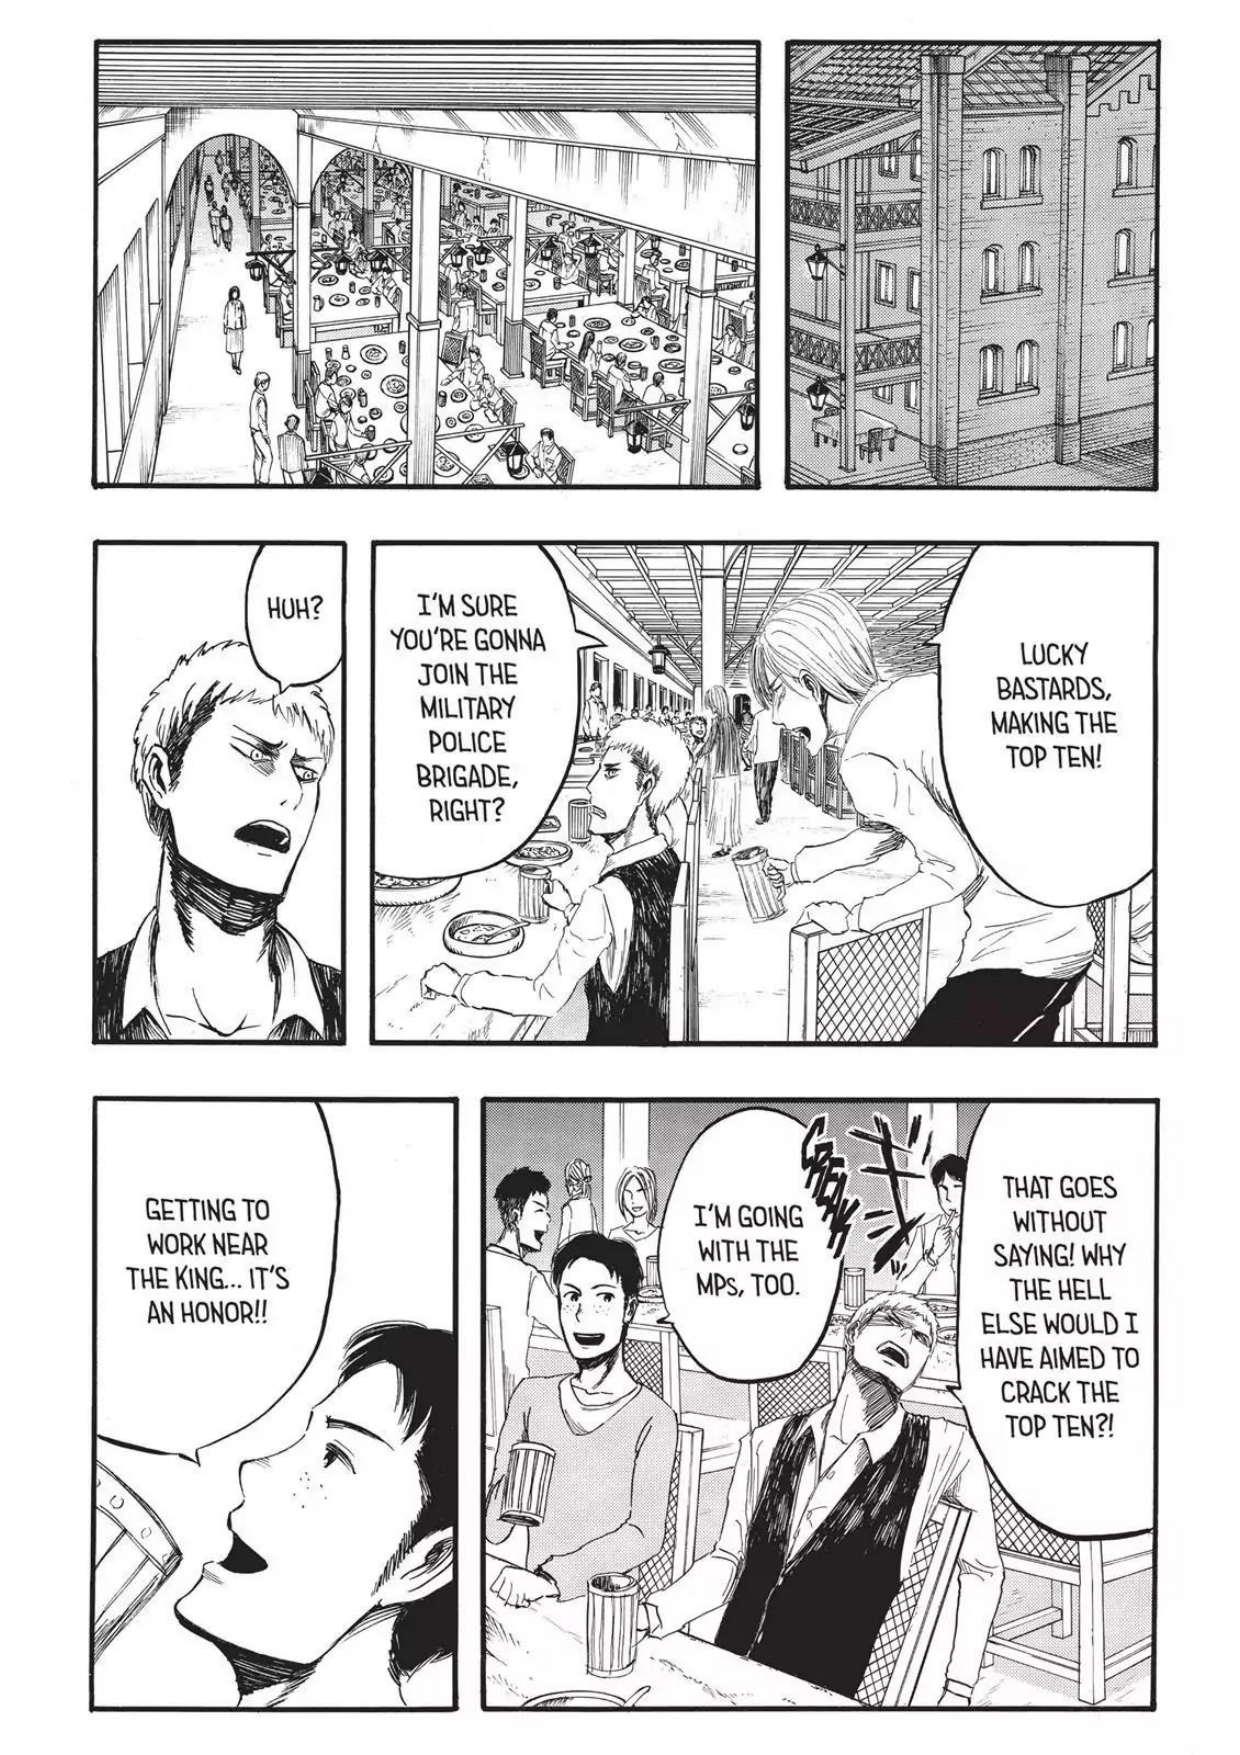 LUCKY
BASTARDS,
MAKING THE
TOP TEN!
I'M SURE
YOU'RE GONNA
JOIN THE
MILITARY
POLICE
BRIGADE,
RIGHT?
HUH?
THAT GOES
WITHOUT
SAYING! WHY
THE HELL
ELSE WOULD I
HAVE AIMED TO
CRACK THE
TOP TEN?!
ギッ
CREAK
I'M GOING
WITH THE
MPs, TOO.
GETTING TO
WORK NEAR
THE KING... IT'S
AN HONOR!!